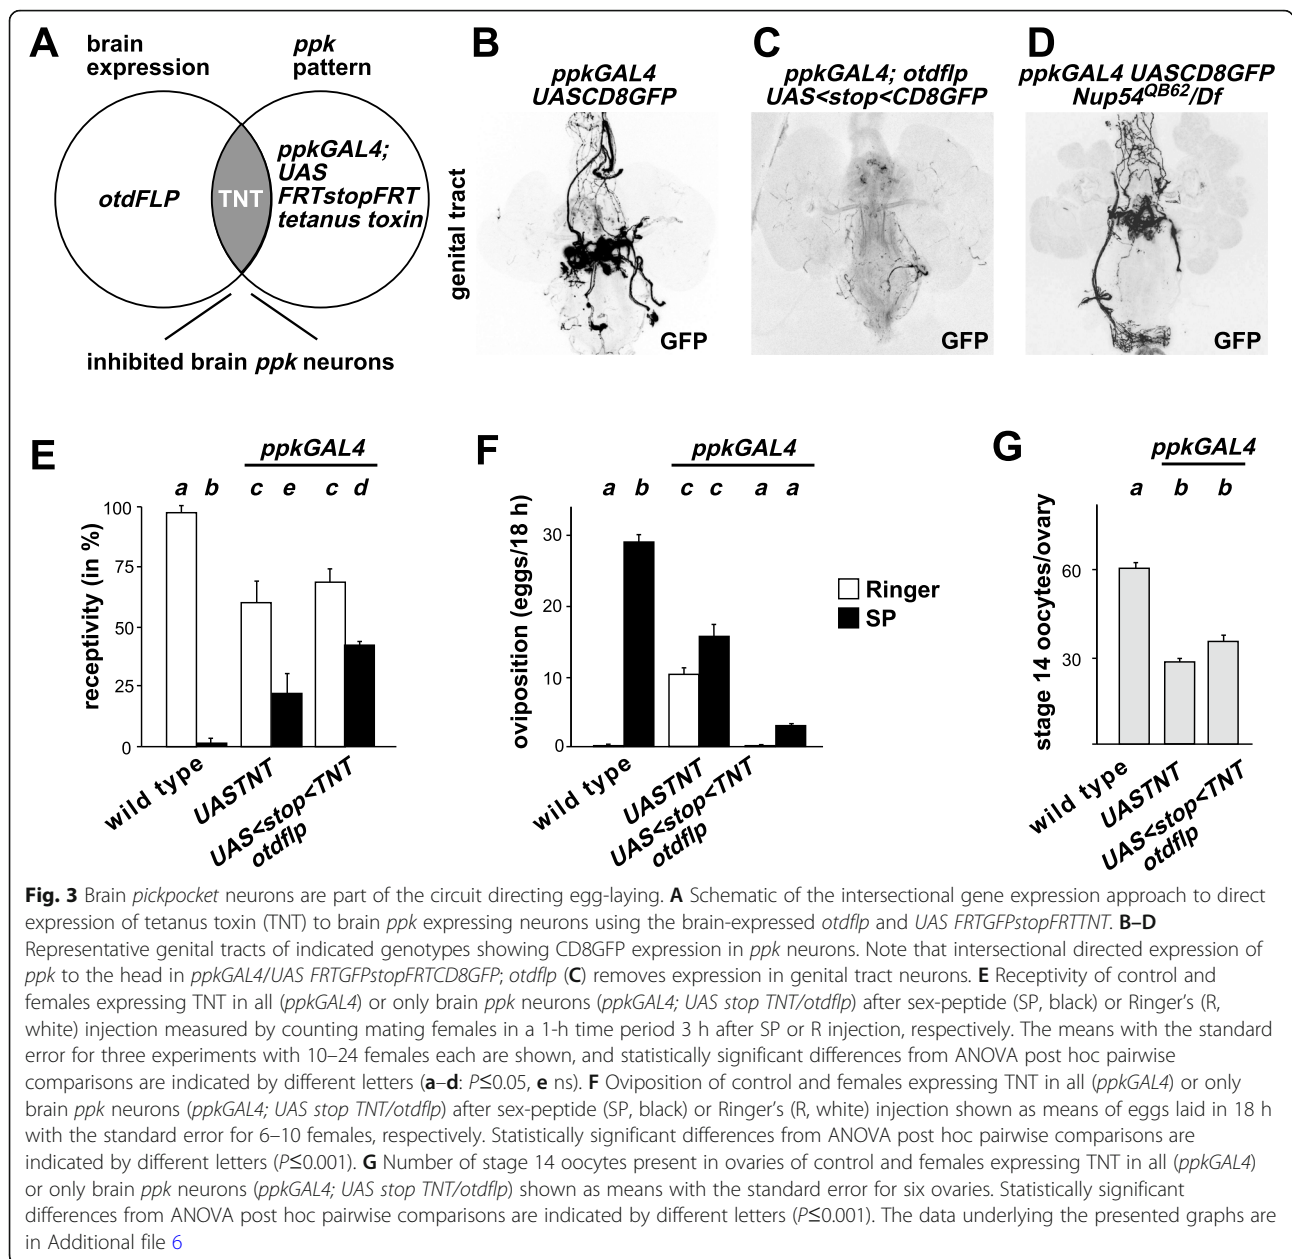 A
brain
expression
ppk
pattern
otdFLP
TNT
ppkGAL4;
UAS
FRTstopFRT
tetanus toxin
inhibited brain ppk neurons
genital tract
B
ppkGAL4
UASCD8GFP
GFP
C
ppkGAL4; otdflp
UAS<stop<CD8GFP
GFP
D
ppkGAL4 UASCD8GFP
Nup54QB62/Df
GFP
E
ppkGAL4
a b c e c d
receptivity (in %)
100
75
50
25
0
wild type
UASTNT
UAS<stop<TNT
otdflp
F
ppkGAL4
a b c c a a
oviposition (eggs/18 h)
30
20
10
0
wild type
UASTNT
UAS<stop<TNT
otdflp
Ringer
SP
G
ppkGAL4
a b b
stage 14 oocytes/ovary
60
30
wild type
UASTNT
UAS<stop<TNT
otdflp
Fig. 3 Brain pickpocket neurons are part of the circuit directing egg-laying. A Schematic of the intersectional gene expression approach to direct
expression of tetanus toxin (TNT) to brain ppk expressing neurons using the brain-expressed otdflp and UAS FRTGFPstopFRTTNT. B–D
Representative genital tracts of indicated genotypes showing CD8GFP expression in ppk neurons. Note that intersectional directed expression of
ppk to the head in ppkGAL4/UAS FRTGFPstopFRTCD8GFP; otdflp (C) removes expression in genital tract neurons. E Receptivity of control and
females expressing TNT in all (ppkGAL4) or only brain ppk neurons (ppkGAL4; UAS stop TNT/otdflp) after sex-peptide (SP, black) or Ringer's (R,
white) injection measured by counting mating females in a 1-h time period 3 h after SP or R injection, respectively. The means with the standard
error for three experiments with 10–24 females each are shown, and statistically significant differences from ANOVA post hoc pairwise
comparisons are indicated by different letters (a–d: P≤0.05, e ns). F Oviposition of control and females expressing TNT in all (ppkGAL4) or only
brain ppk neurons (ppkGAL4; UAS stop TNT/otdflp) after sex-peptide (SP, black) or Ringer's (R, white) injection shown as means of eggs laid in 18 h
with the standard error for 6–10 females, respectively. Statistically significant differences from ANOVA post hoc pairwise comparisons are
indicated by different letters (P≤0.001). G Number of stage 14 oocytes present in ovaries of control and females expressing TNT in all (ppkGAL4)
or only brain ppk neurons (ppkGAL4; UAS stop TNT/otdflp) shown as means with the standard error for six ovaries. Statistically significant
differences from ANOVA post hoc pairwise comparisons are indicated by different letters (P≤0.001). The data underlying the presented graphs are
in Additional file 6